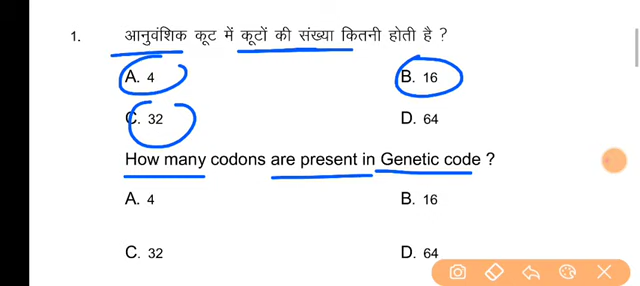 1. आनुवंशिक कूट में कूटों की संख्या कितनी होती है ?
A. 4 B. 16
C. 32 D. 64
How many codons are present in Genetic code ?
A. 4 B. 16
C. 32 D. 64